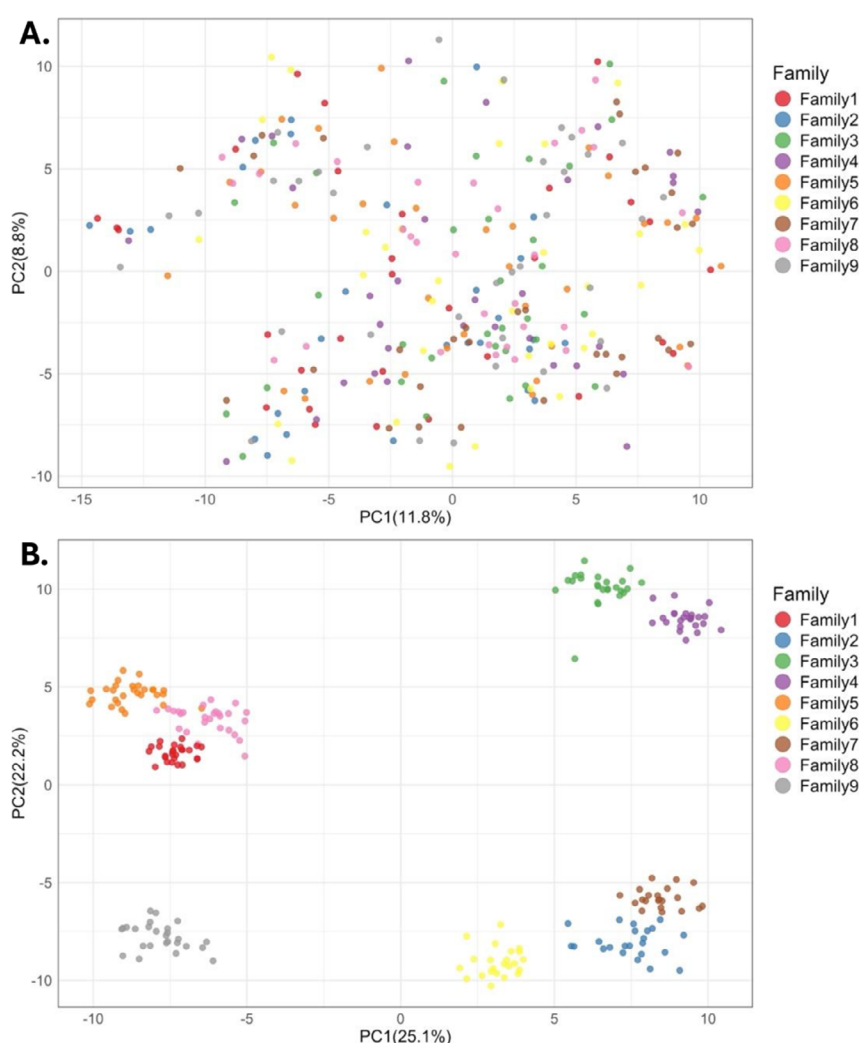 A.
10
5
0
-5
-10
PC2(8.8%)
-15
-10
-5
0
5
10
PC1(11.8%)
Family
Family1
Family2
Family3
Family4
Family5
Family6
Family7
Family8
Family9
B.
10
5
0
-5
-10
PC2(22.2%)
-10
-5
0
5
10
PC1(25.1%)
Family
Family1
Family2
Family3
Family4
Family5
Family6
Family7
Family8
Family9